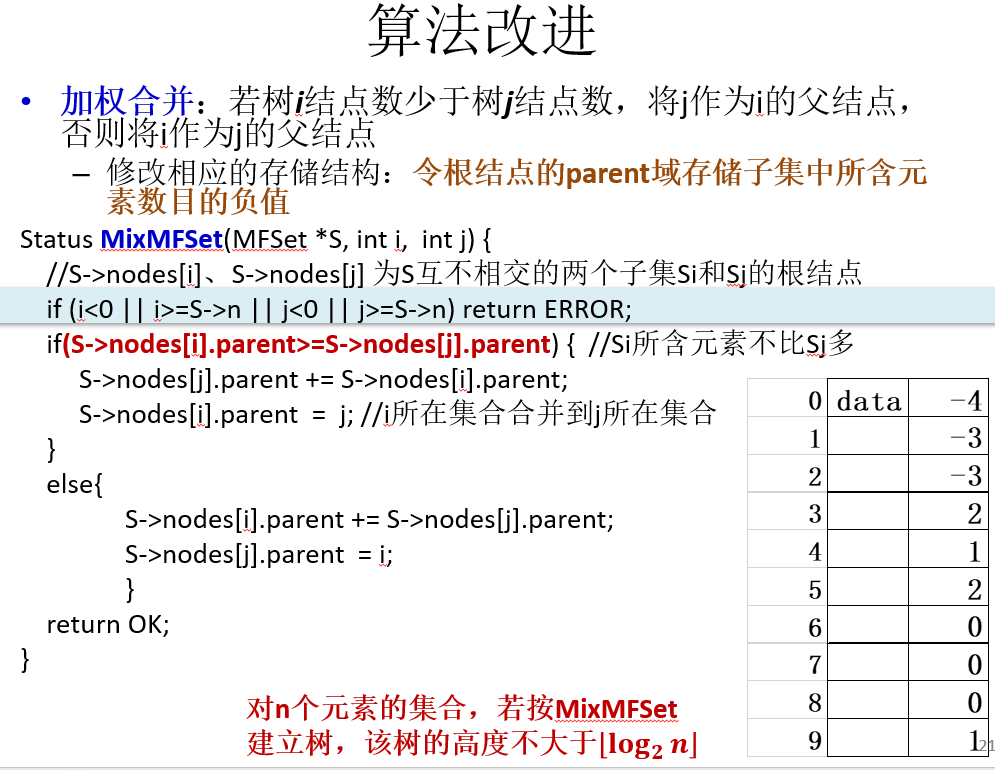 算法改进
• 加权合并：若树i结点数少于树j结点数，将j作为i的父结点，
否则将i作为j的父结点
– 修改相应的存储结构：令根结点的parent域存储子集中所含元
素数目的负值
Status MixMFSet(MFSet *S, int i,  int j) {
//S->nodes[i]、S->nodes[j] 为S互不相交的两个子集Si和Sj的根结点
if (i<0 || i>=S->n || j<0 || j>=S->n) return ERROR;
if(S->nodes[i].parent>=S->nodes[j].parent) {  //Si所含元素不比Sj多
S->nodes[j].parent += S->nodes[i].parent;
S->nodes[i].parent  =  j; //i所在集合合并到j所在集合
}
else{
S->nodes[i].parent += S->nodes[j].parent;
S->nodes[j].parent  = i;
}
return OK;
}
0 data -4
1 -3
2 -3
3 2
4 1
5 2
6 0
7 0
8 0
9 1
对n个元素的集合，若按MixMFSet
建立树，该树的高度不大于⌊log₂ n⌋
21